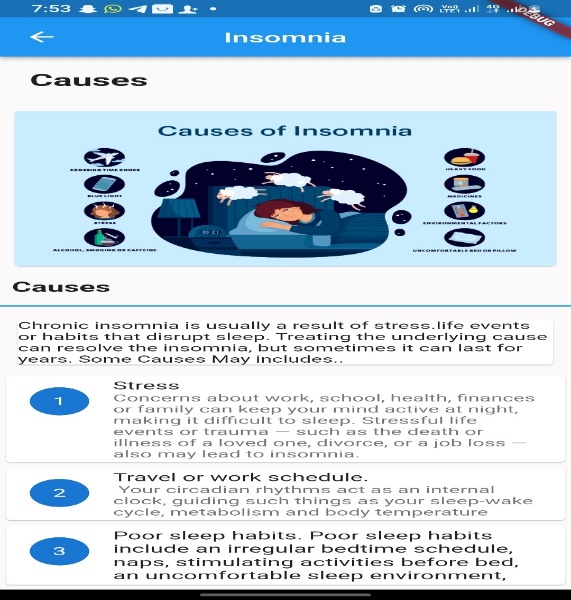 7:53
VoD
LTE1
4G
DEBUG
Insomnia
Causes
Causes of Insomnia
CROSSING TIME ZONES
HEAVY FOOD
BLUE LIGHT
MEDICINES
STRESS
ENVIRONMENTAL FACTORS
ALCOHOL, SMOKING OR CAFFEINE
UNCOMFORTABLE BED OR PILLOW
Causes
Chronic insomnia is usually a result of stress.life events
or habits that disrupt sleep. Treating the underlying cause
can resolve the insomnia, but sometimes it can last for
years. Some Causes May includes..
1
Stress
Concerns about work, school, health, finances
or family can keep your mind active at night,
making it difficult to sleep. Stressful life
events or trauma — such as the death or
illness of a loved one, divorce, or a job loss —
also may lead to insomnia.
2
Travel or work schedule.
Your circadian rhythms act as an internal
clock, guiding such things as your sleep-wake
cycle, metabolism and body temperature
3
Poor sleep habits. Poor sleep habits
include an irregular bedtime schedule,
naps, stimulating activities before bed,
an uncomfortable sleep environment,